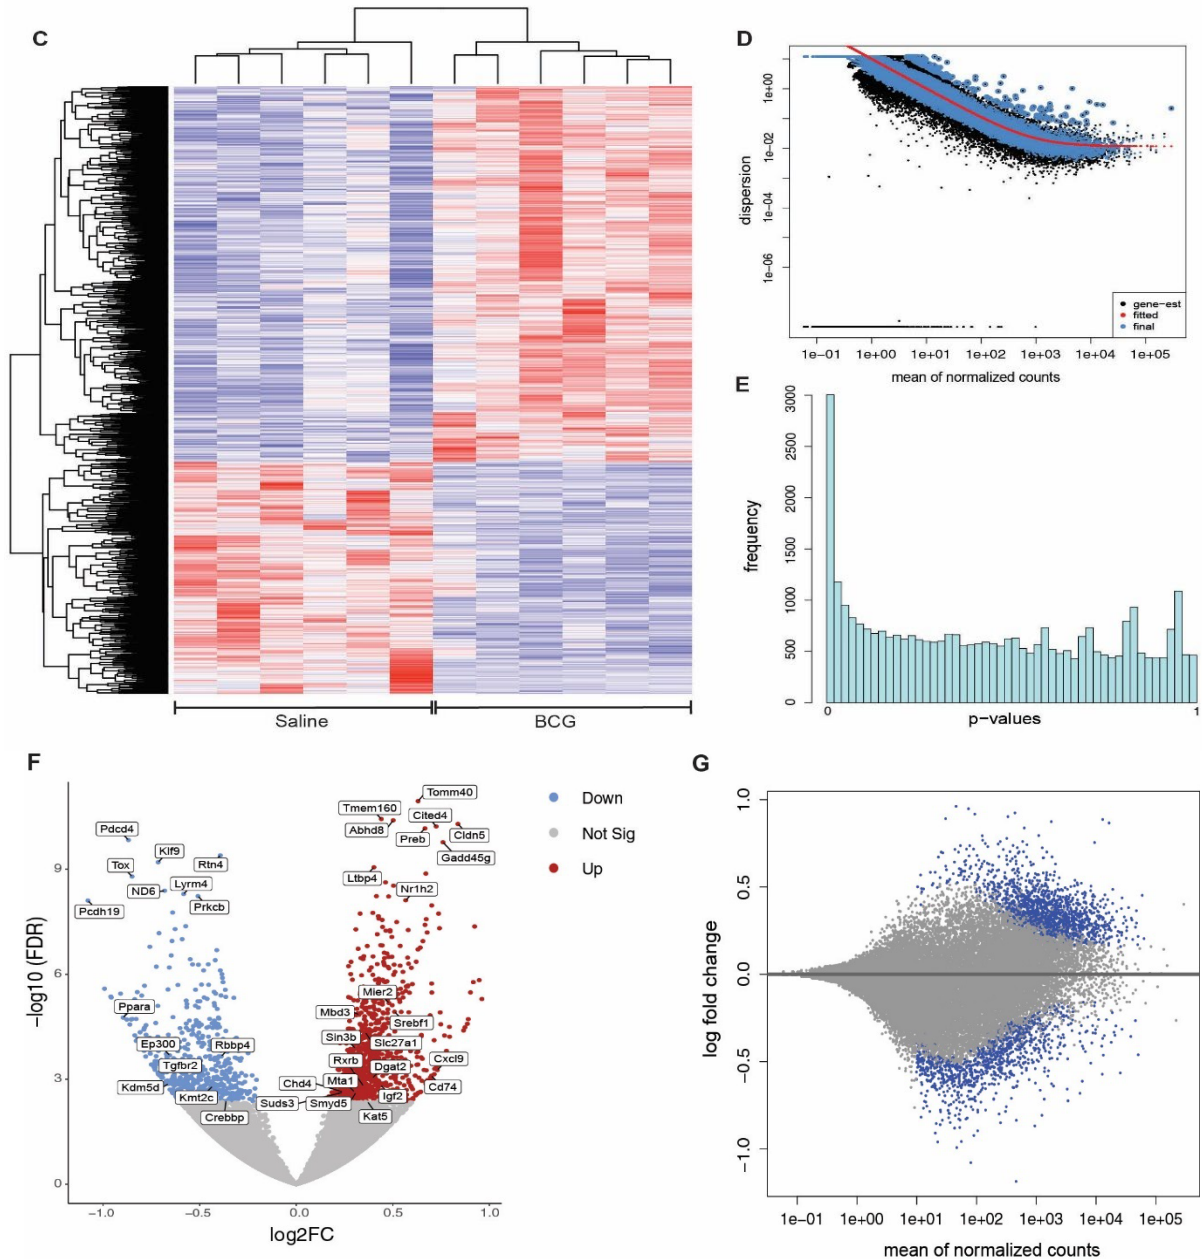 C
Saline
BCG
D
dispersion
1e+00
1e-02
1e-04
1e-06
gene-est
fitted
final
1e-01 1e+00 1e+01 1e+02 1e+03 1e+04 1e+05
mean of normalized counts
E
frequency
3000
2500
2000
1500
1000
500
0
0 1
p-values
F
-log10 (FDR)
9
6
3
0
-1.0 -0.5 0.0 0.5 1.0
log2FC
Tomm40
Tmem160
Cited4
Abhd8
Preb
Cldn5
Gadd45g
Pdcd4
Klf9
Rtn4
Tox
Lyrm4
ND6
Prkcb
Pcdh19
Ltbp4
Nr1h2
Mier2
Ppara
Mbd3
Srebf1
Ep300
Rbbp4
Sin3b
Slc27a1
Tgfbr2
Rxrb
Dgat2
Cxcl9
Kdm5d
Kmt2c
Chd4
Mta1
Cd74
Suds3
Smyd5
Igf2
Crebbp
Kat5
Down
Not Sig
Up
G
log fold change
1.0
0.5
0.0
-0.5
-1.0
1e-01 1e+00 1e+01 1e+02 1e+03 1e+04 1e+05
mean of normalized counts